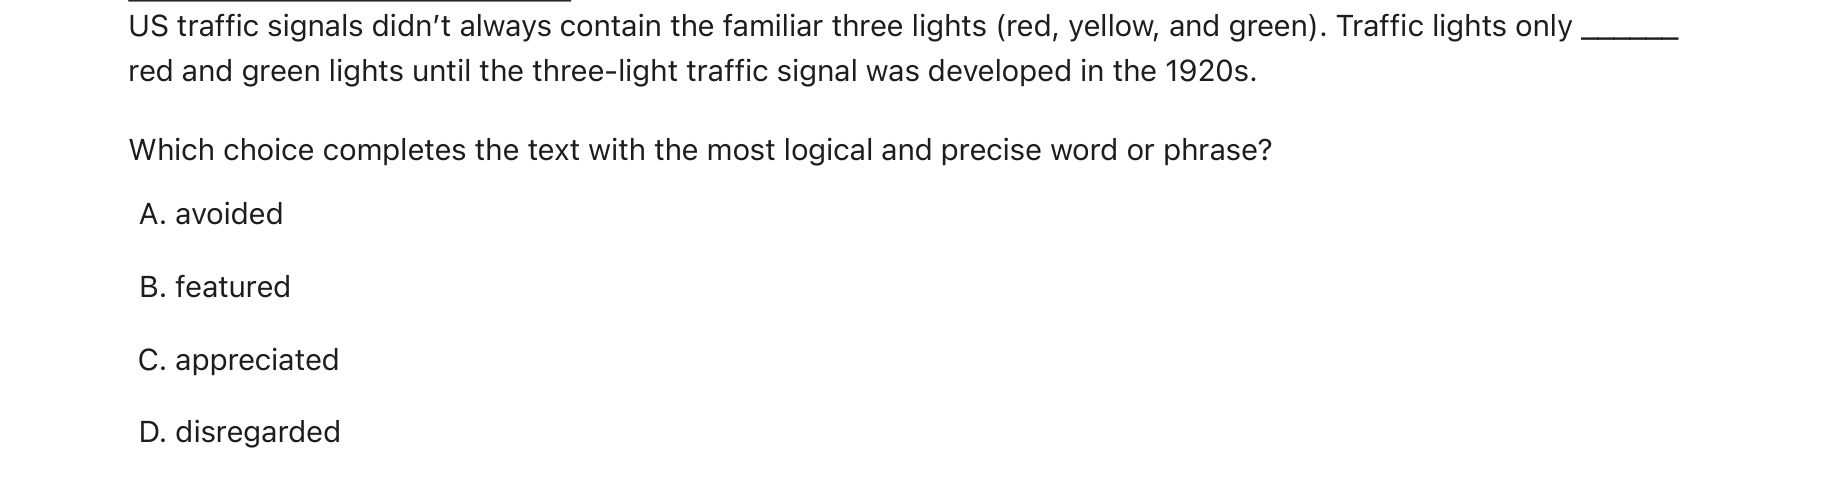 US traffic signals didn’t always contain the familiar three lights (red, yellow, and green). Traffic lights only ______
red and green lights until the three-light traffic signal was developed in the 1920s.
Which choice completes the text with the most logical and precise word or phrase?
A. avoided
B. featured
C. appreciated
D. disregarded